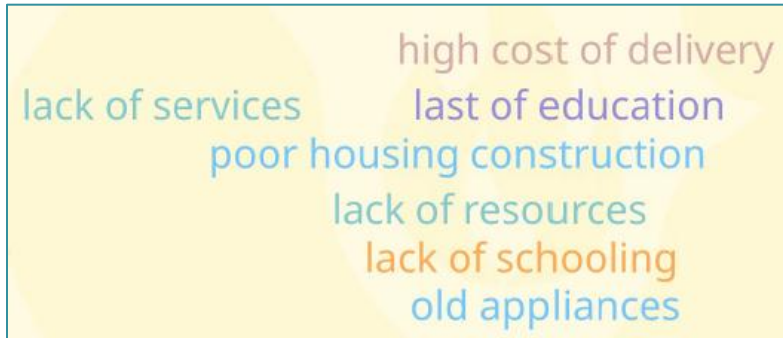 high cost of delivery
lack of services last of education
poor housing construction
lack of resources
lack of schooling
old appliances